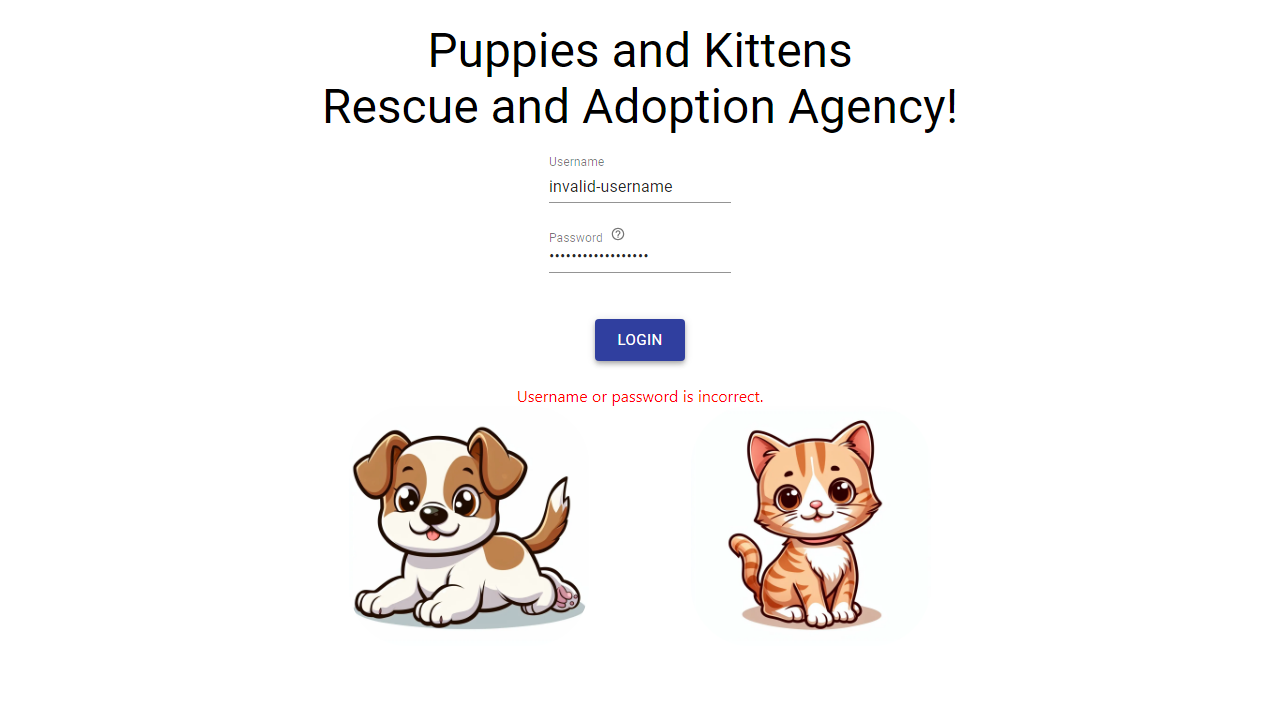 Puppies and Kittens
Rescue and Adoption Agency!
Username
invalid-username
Password
••••••••••••••••••
LOGIN
Username or password is incorrect.